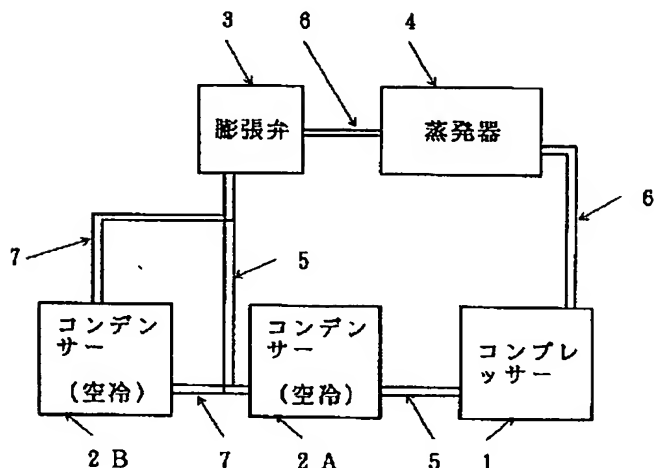 3 6 4
膨張弁 蒸発器
6
7 5
コンデン コンデン
サー サー
コンプレ
ッサー
(空冷) (空冷)
2 B 7 2 A 5 1